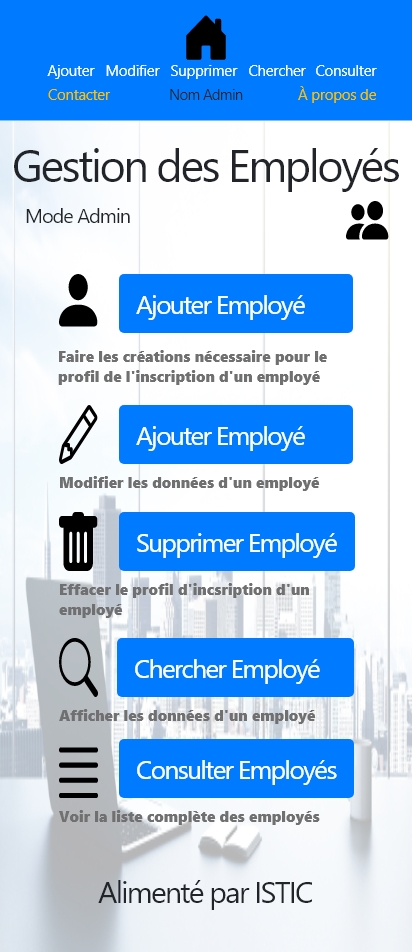 Ajouter Modifier Supprimer Chercher Consulter
Contacter Nom Admin À propos de
Gestion des Employés
Mode Admin
Ajouter Employé
Faire les créations nécessaire pour le
profil de l'inscription d'un employé
Ajouter Employé
Modifier les données d'un employé
Supprimer Employé
Effacer le profil d'incsription d'un
employé
Chercher Employé
Afficher les données d'un employé
Consulter Employés
Voir la liste complète des employés
Alimenté par ISTIC